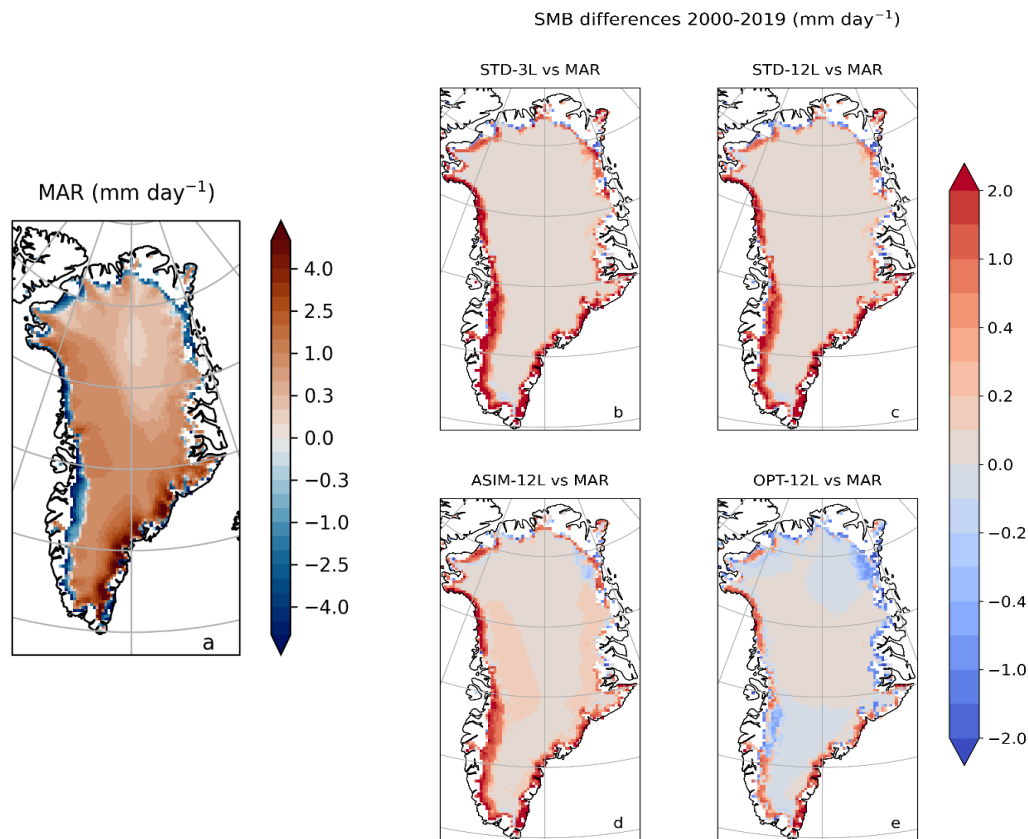 SMB differences 2000-2019 (mm day⁻¹)
MAR (mm day⁻¹)
4.0
2.5
1.0
0.3
0.0
−0.3
−1.0
−2.5
−4.0
a
STD-3L vs MAR
b
STD-12L vs MAR
c
ASIM-12L vs MAR
d
OPT-12L vs MAR
e
2.0
1.0
0.4
0.2
0.0
−0.2
−0.4
−1.0
−2.0